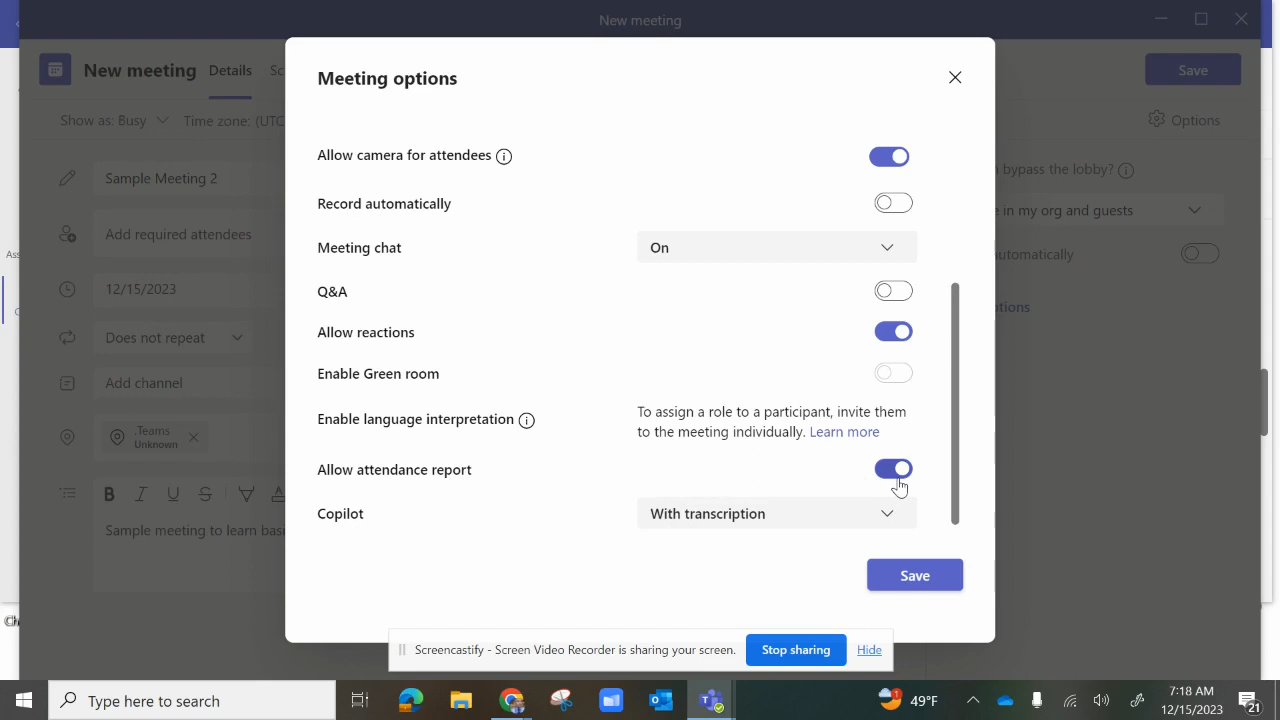 New meeting
New meeting
Details
Sc
Save
Show as: Busy
Time zone: (UTC
Options
Sample Meeting 2
Add required attendees
12/15/2023
Does not repeat
Add channel
.Teams
Unknown
B I U S A
Sample meeting to learn bas
bypass the lobby?
e in my org and guests
automatically
ptions
Meeting options
Allow camera for attendees
Record automatically
Meeting chat
On
Q&A
Allow reactions
Enable Green room
Enable language interpretation
To assign a role to a participant, invite them
to the meeting individually. Learn more
Allow attendance report
Copilot
With transcription
Save
Screencastify - Screen Video Recorder is sharing your screen.
Stop sharing
Hide
Type here to search
1
49°F
7:18 AM
12/15/2023
21